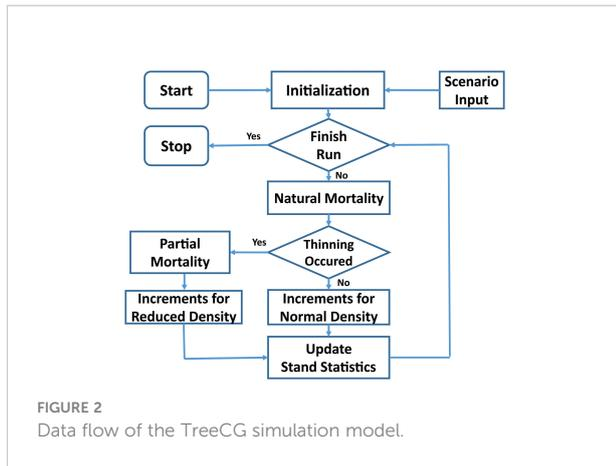 Start
Initialization
Scenario
Input
Stop
Yes
Finish
Run
No
Natural Mortality
Partial
Mortality
Yes
Thinning
Occured
No
Increments for
Reduced Density
Increments for
Normal Density
Update
Stand Statistics
FIGURE 2
Data flow of the TreeCG simulation model.